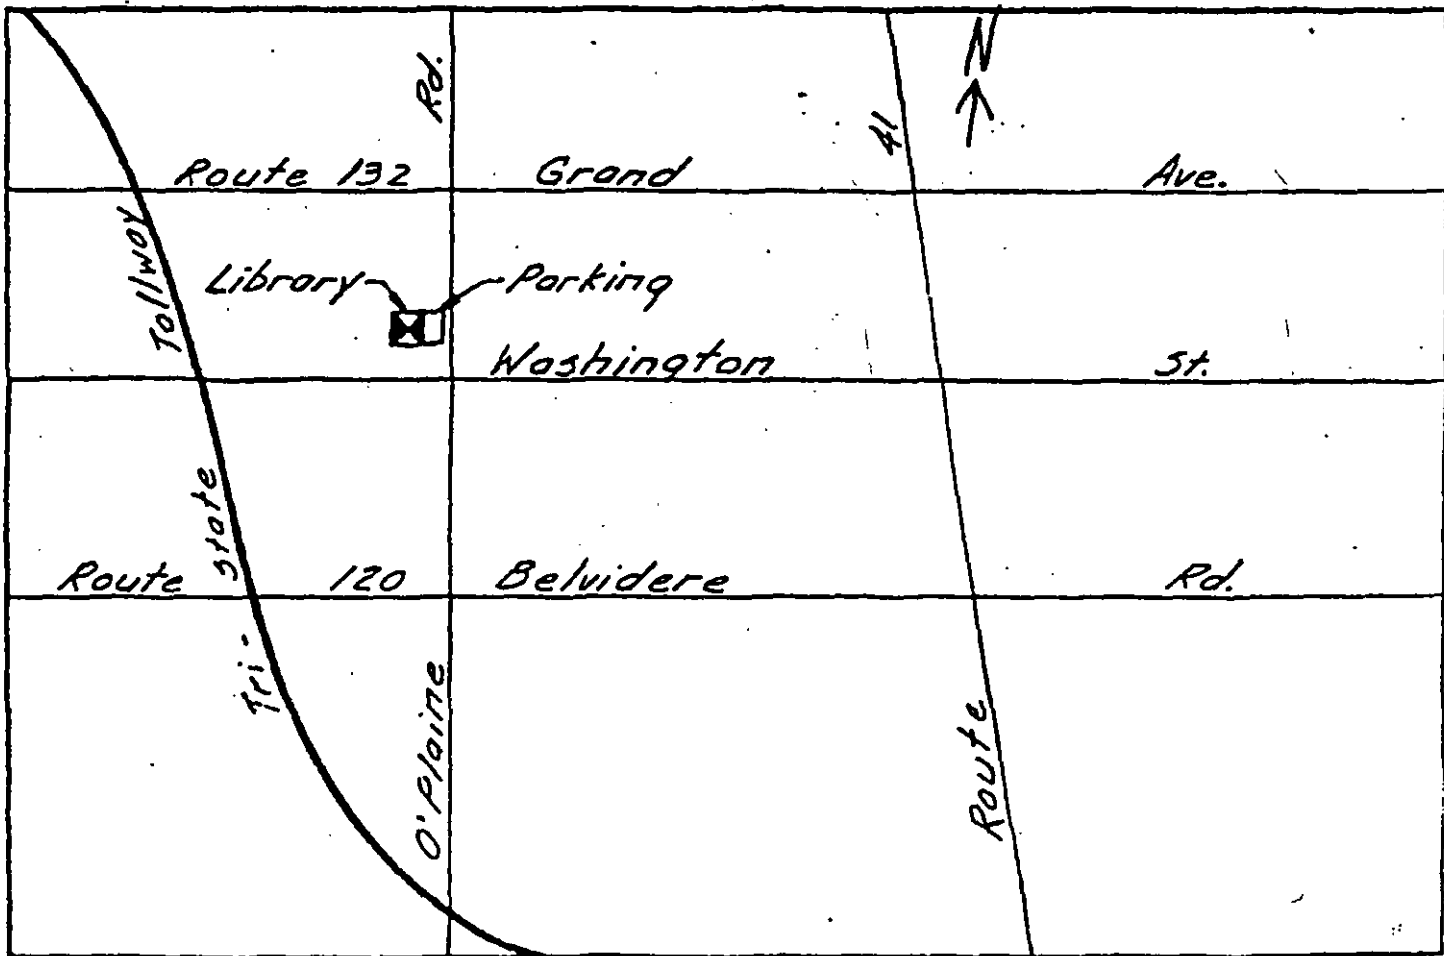 N
Rd.
41
Route 132 Grand Ave.
Tollway
Library
Parking
Washington St.
State
Route 120 Belvidere Rd.
Tri-
O'Plaine
Route